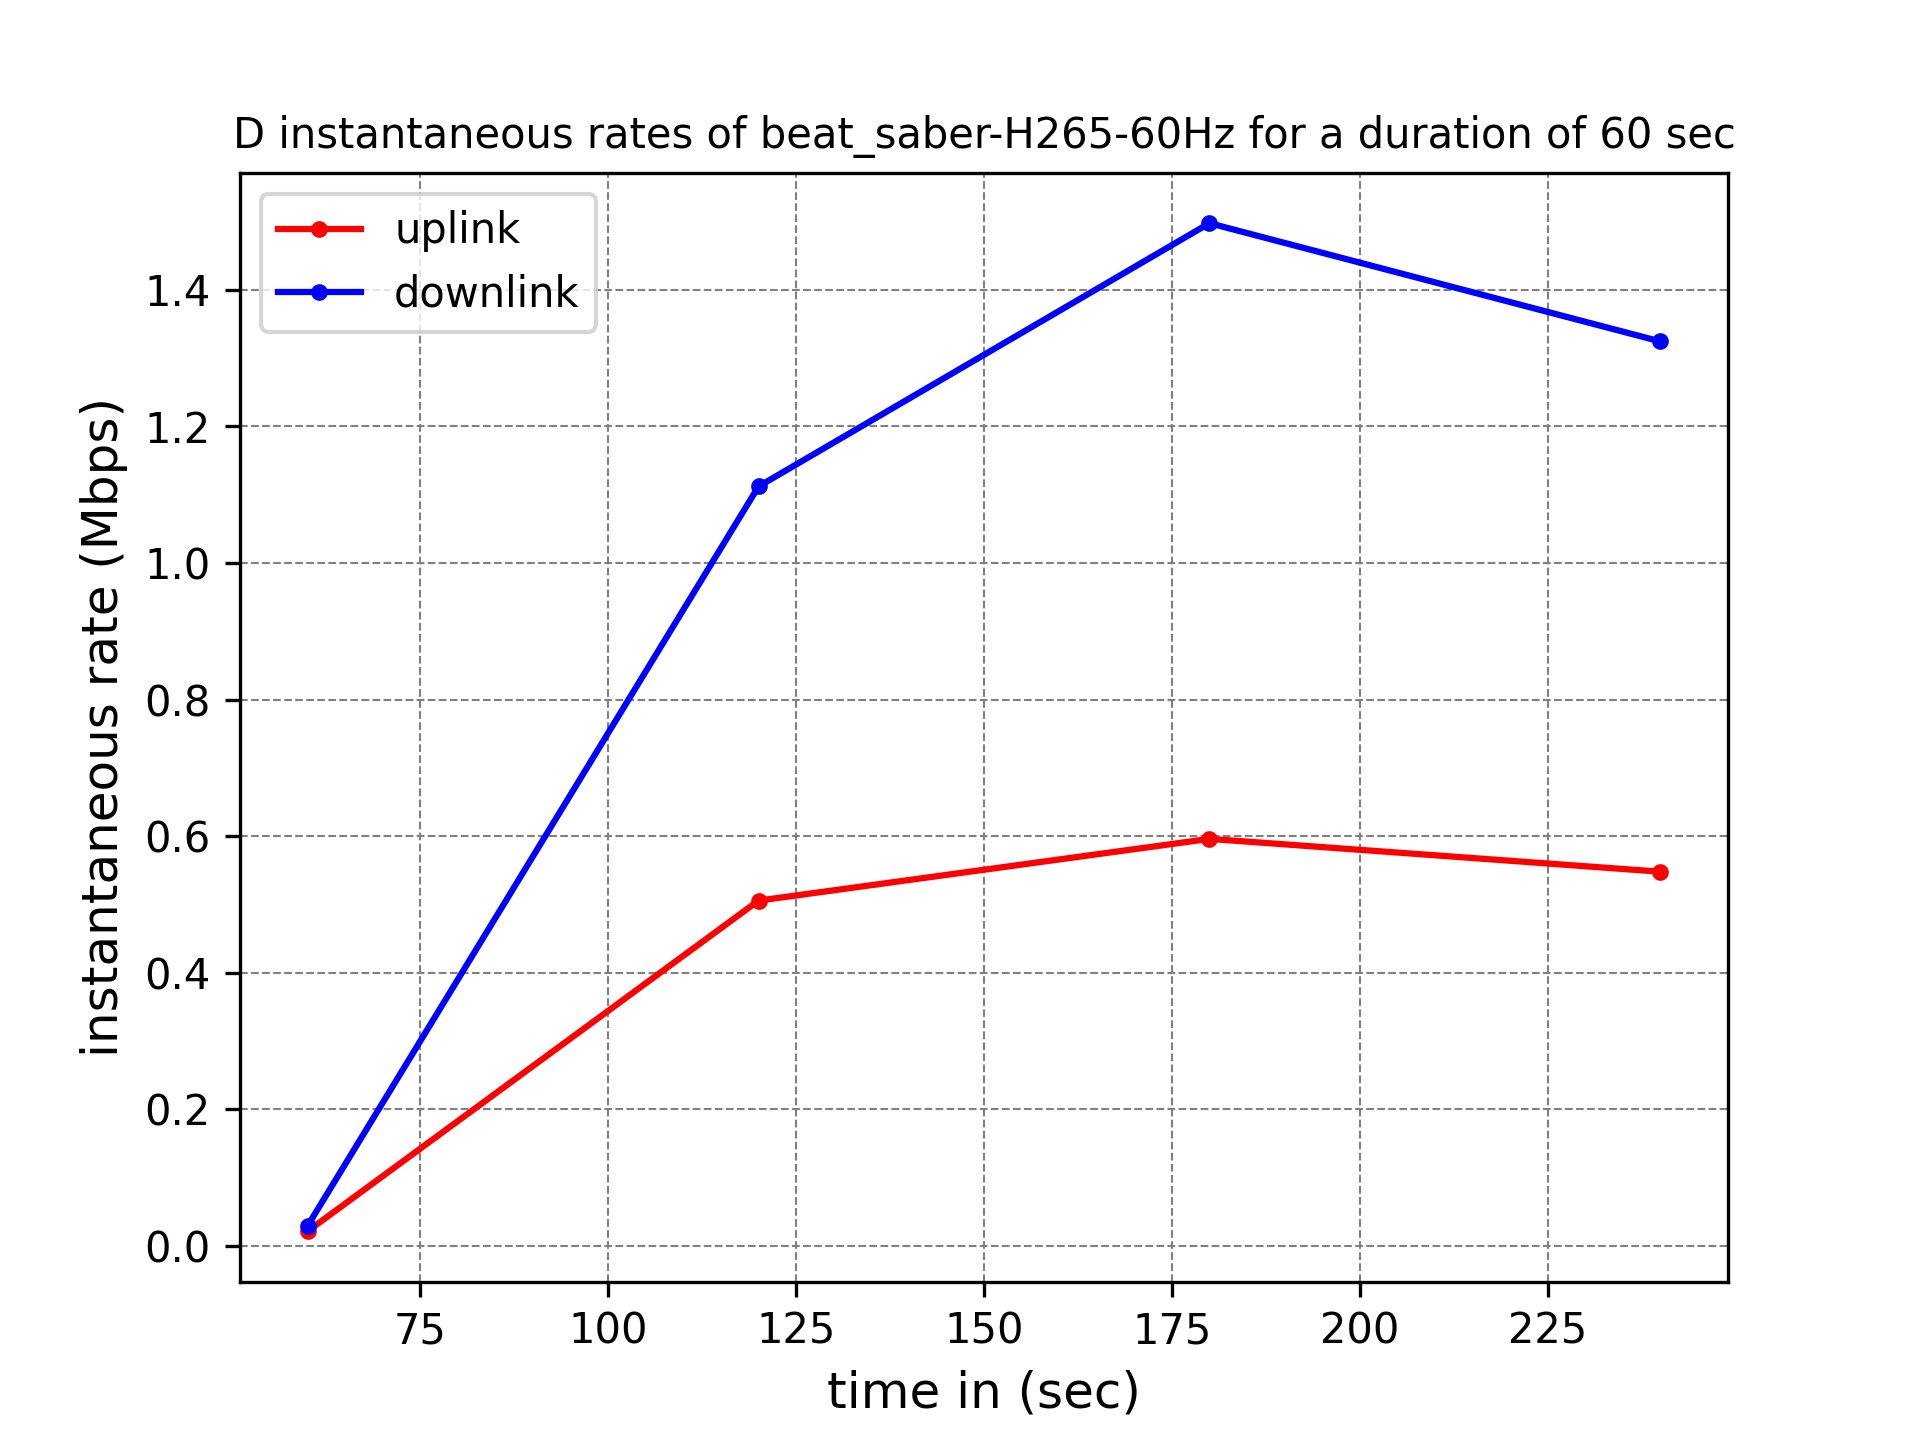 D instantaneous rates of beat_saber-H265-60Hz for a duration of 60 sec
uplink
downlink
instantaneous rate (Mbps)
1.4
1.2
1.0
0.8
0.6
0.4
0.2
0.0
75 100 125 150 175 200 225
time in (sec)